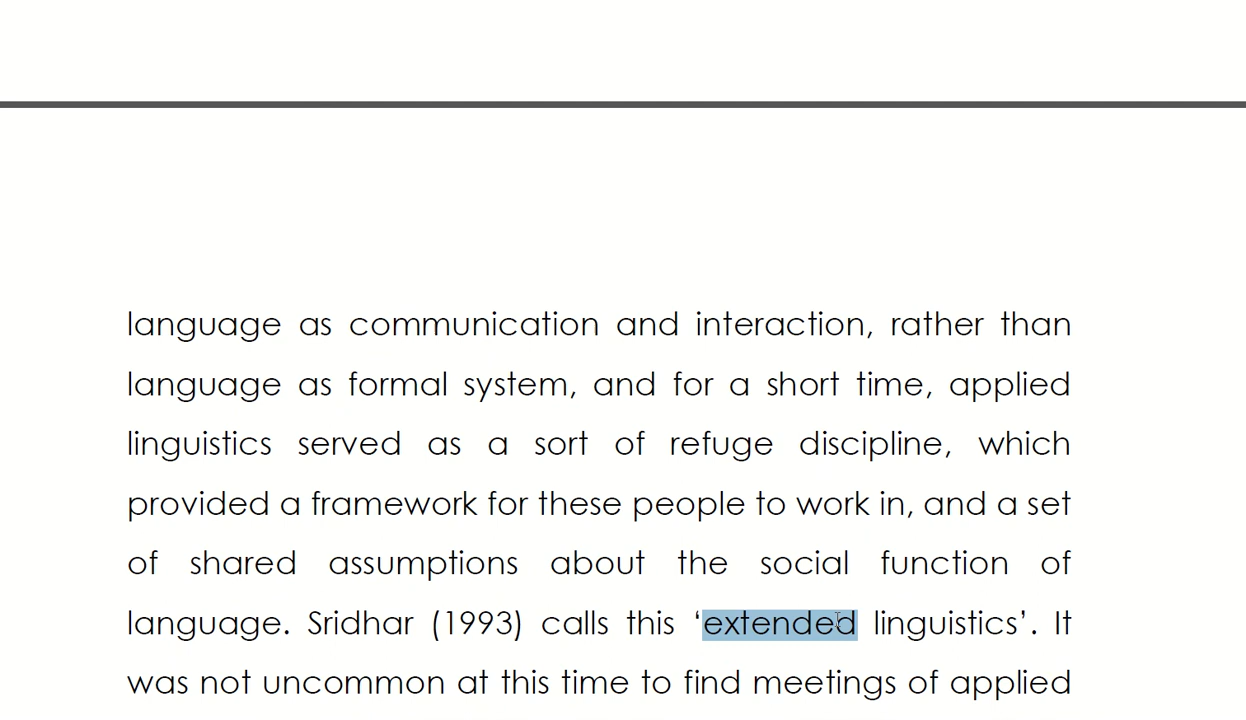 language as communication and interaction, rather than
language as formal system, and for a short time, applied
linguistics served as a sort of refuge discipline, which
provided a framework for these people to work in, and a set
of shared assumptions about the social function of
language. Sridhar (1993) calls this ‘extended linguistics’. It
was not uncommon at this time to find meetings of applied